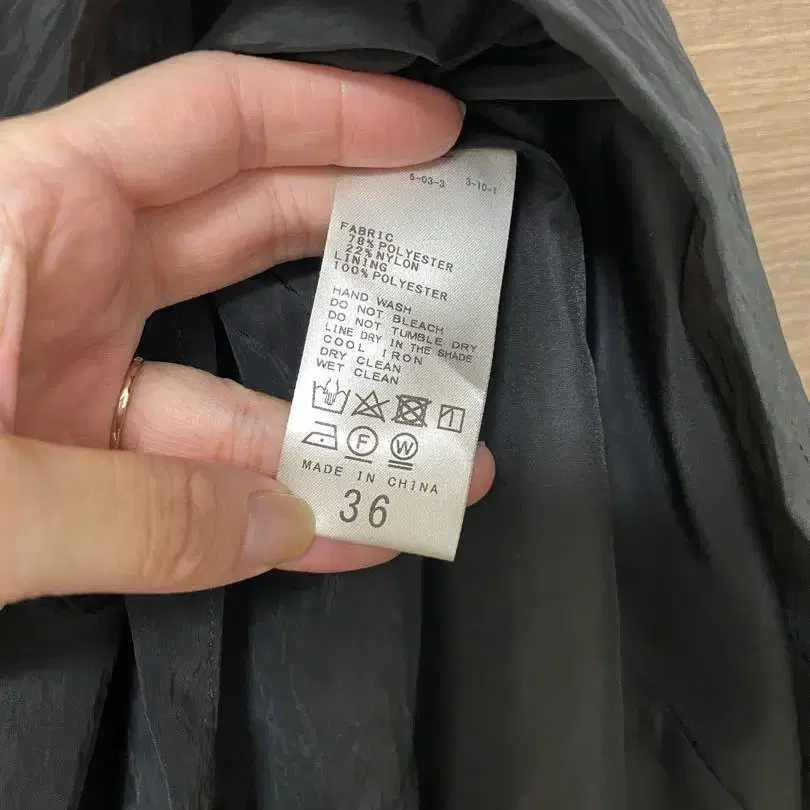 5-03-3 3-10-1
FABRIC
78% POLYESTER
22% NYLON
LINING
100% POLYESTER
HAND WASH
DO NOT BLEACH
DO NOT TUMBLE DRY
LINE DRY IN THE SHADE
COOL IRON
DRY CLEAN
WET CLEAN
F W
MADE IN CHINA
36